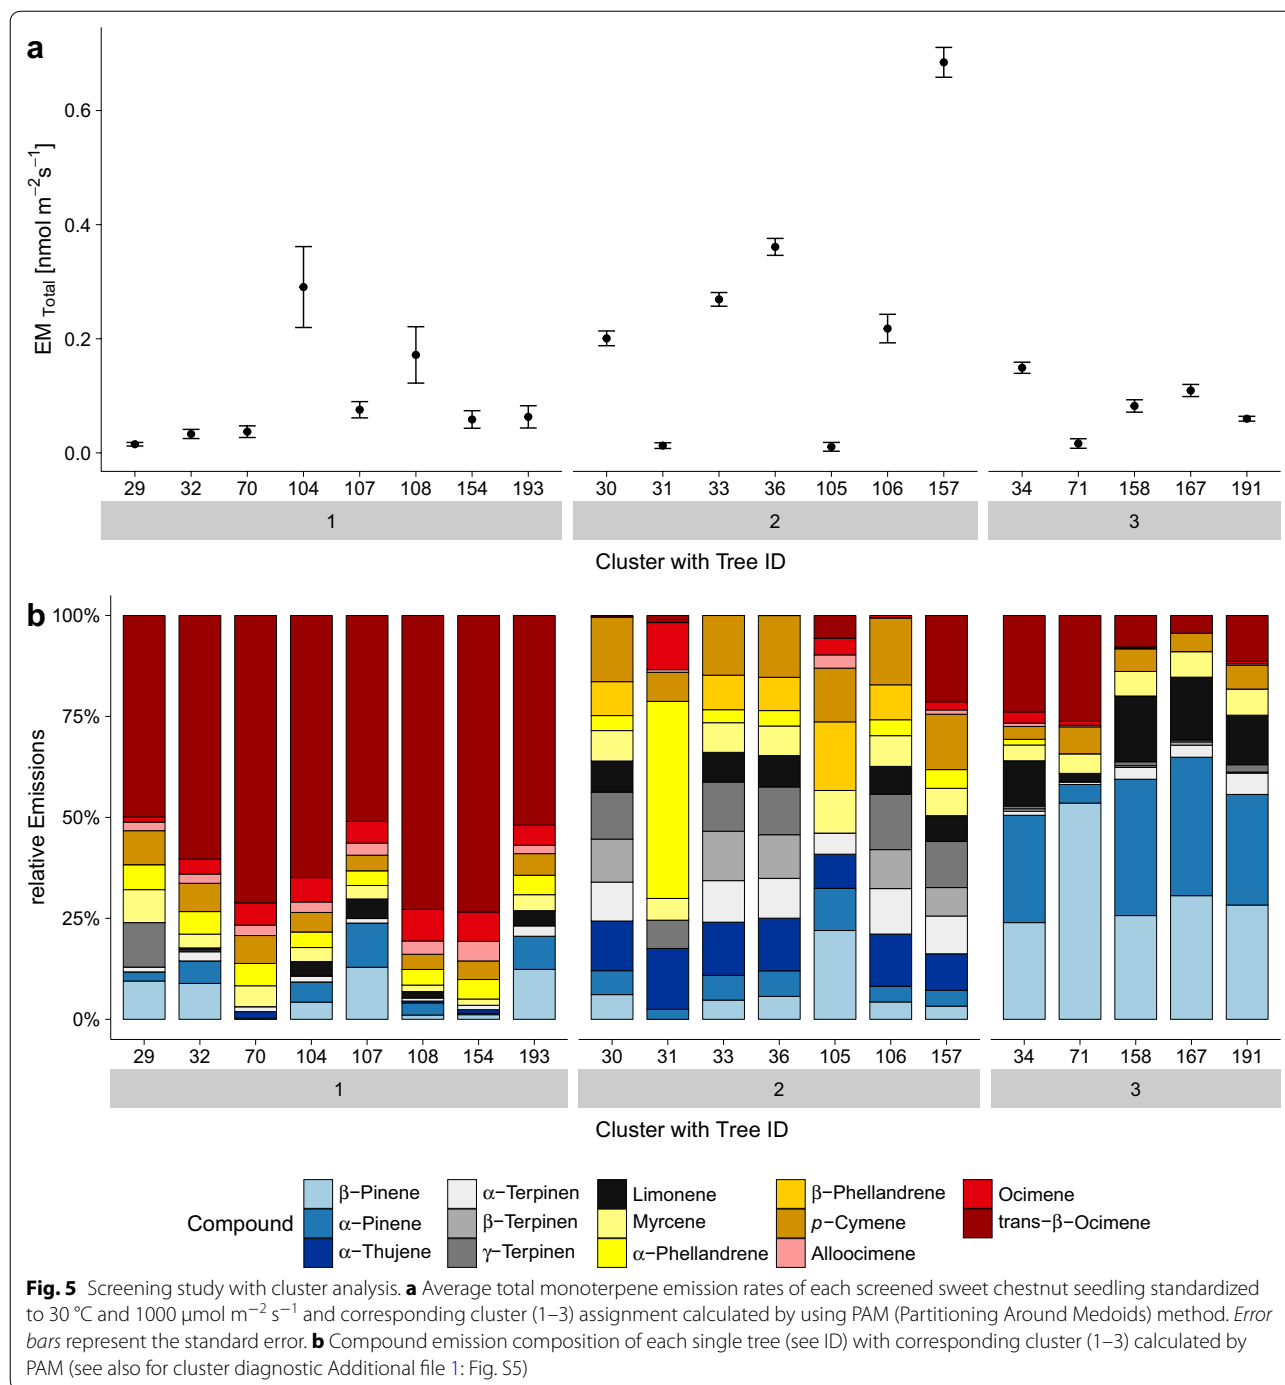 a
EM Total [nmol m−2s−1]
0.6
0.4
0.2
0.0
29 32 70 104 107 108 154 193 30 31 33 36 105 106 157 34 71 158 167 191
1 2 3
Cluster with Tree ID
b
relative Emissions
100%
75%
50%
25%
0%
29 32 70 104 107 108 154 193 30 31 33 36 105 106 157 34 71 158 167 191
1 2 3
Cluster with Tree ID
Compound
β−Pinene α−Terpinen Limonene β−Phellandrene Ocimene
α−Pinene β−Terpinen Myrcene p−Cymene trans−β−Ocimene
α−Thujene γ−Terpinen α−Phellandrene Alloocimene
Fig. 5 Screening study with cluster analysis. a Average total monoterpene emission rates of each screened sweet chestnut seedling standardized
to 30 °C and 1000 μmol m−2 s−1 and corresponding cluster (1–3) assignment calculated by using PAM (Partitioning Around Medoids) method. Error
bars represent the standard error. b Compound emission composition of each single tree (see ID) with corresponding cluster (1–3) calculated by
PAM (see also for cluster diagnostic Additional file 1: Fig. S5)